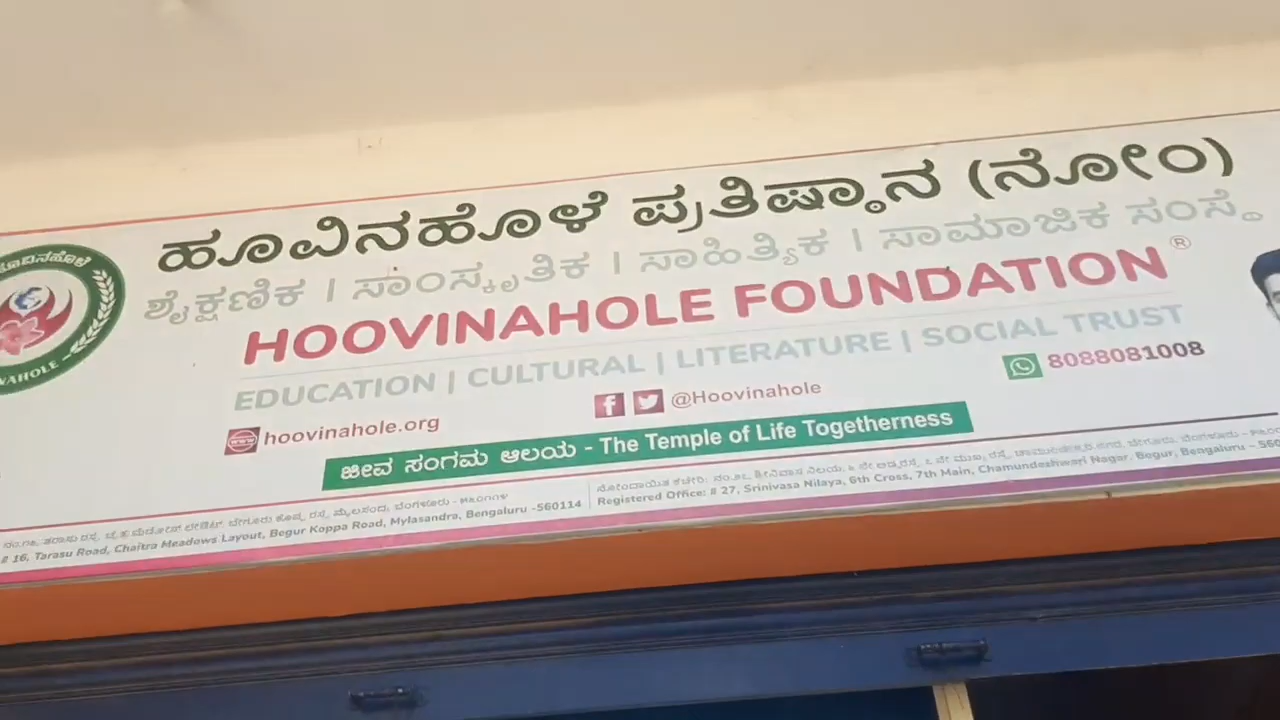 ಹೂವಿನಹೊಳೆ ಪ್ರತಿಷ್ಠಾನ (ನೋಂ)
ಶೈಕ್ಷಣಿಕ | ಸಾಂಸ್ಕೃತಿಕ | ಸಾಹಿತ್ಯಿಕ | ಸಾಮಾಜಿಕ ಸಂಸ್ಥೆ
HOOVINAHOLE FOUNDATION®
EDUCATION | CULTURAL | LITERATURE | SOCIAL TRUST
www hoovinahole.org
@Hoovinahole
8088081008
ಜೀವ ಸಂಗಮ ಆಲಯ - The Temple of Life Togetherness
# 16, Tarasu Road, Chaitra Meadows Layout, Begur Koppa Road, Mylasandra, Bengaluru -560114
Registered Office: # 27, Srinivasa Nilaya, 6th Cross, 7th Main, Chamundeshwari Nagar, Begur, Bengaluru -